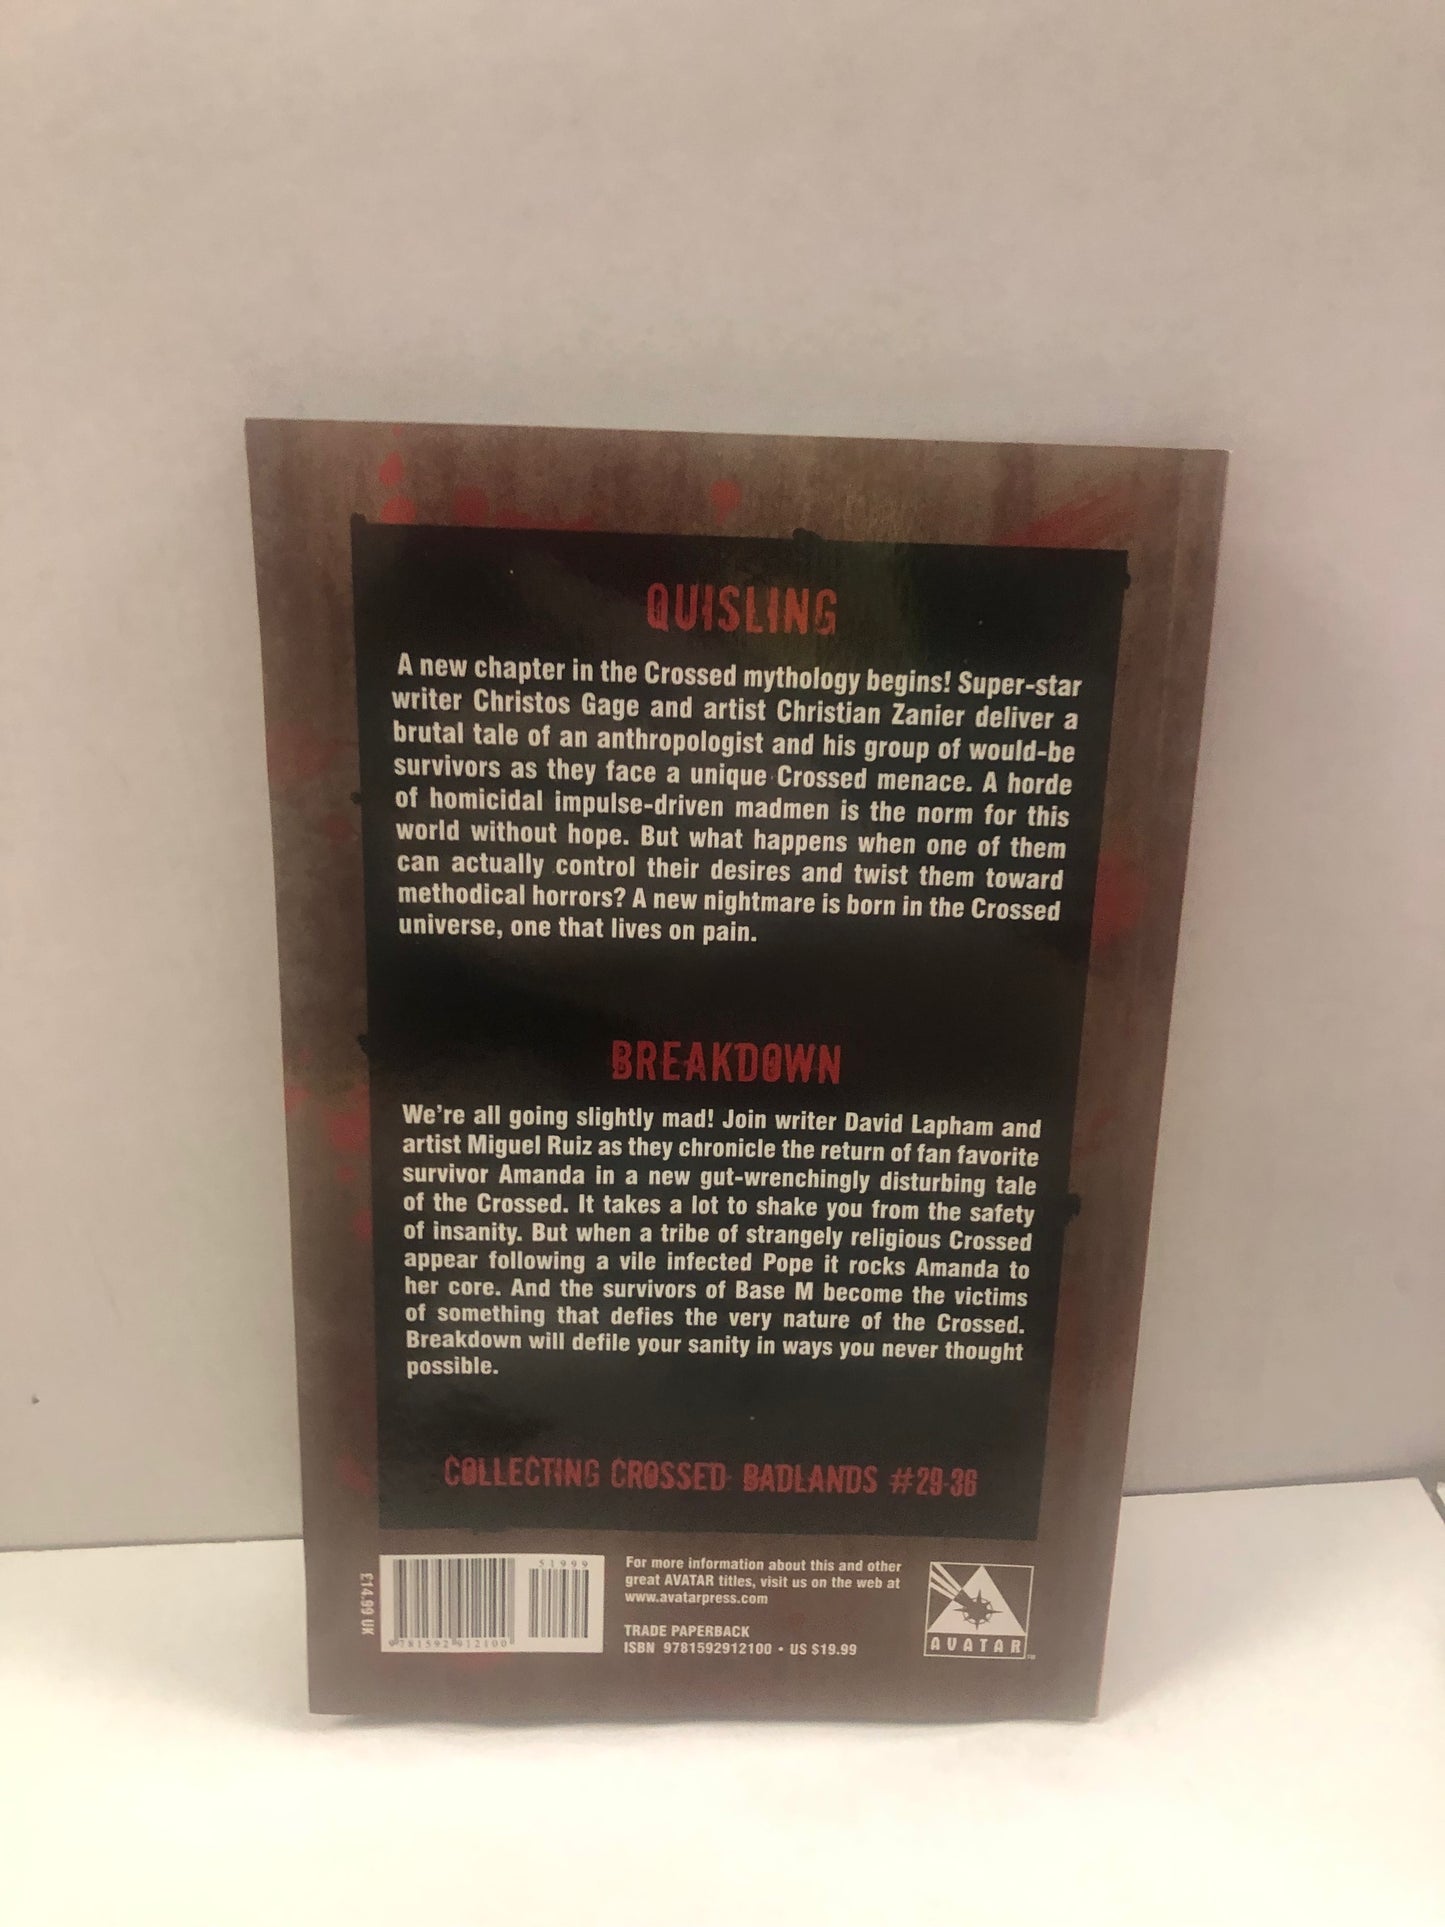 QUISLING
A new chapter in the Crossed mythology begins! Super-star
writer Christos Gage and artist Christian Zanier deliver a
brutal tale of an anthropologist and his group of would-be
survivors as they face a unique Crossed menace. A horde
of homicidal impulse-driven madmen is the norm for this
world without hope. But what happens when one of them
can actually control their desires and twist them toward
methodical horrors? A new nightmare is born in the Crossed
universe, one that lives on pain.
BREAKDOWN
We're all going slightly mad! Join writer David Lapham and
artist Miguel Ruiz as they chronicle the return of fan favorite
survivor Amanda in a new gut-wrenchingly disturbing tale
of the Crossed. It takes a lot to shake you from the safety
of insanity. But when a tribe of strangely religious Crossed
appear following a vile infected Pope it rocks Amanda to
her core. And the survivors of Base M become the victims
of something that defies the very nature of the Crossed.
Breakdown will defile your sanity in ways you never thought
possible.
COLLECTING CROSSED: BADLANDS #29-36
£14.99 UK
51999
9781592912100
For more information about this and other
great AVATAR titles, visit us on the web at
www.avatarpress.com
TRADE PAPERBACK
ISBN 9781592912100 • US $19.99
AVATAR
TM